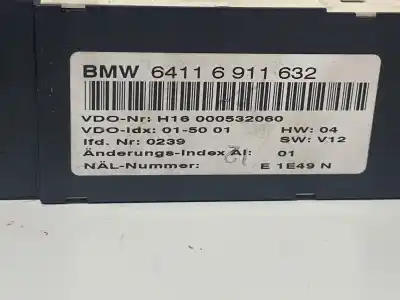 BMW 6411 6 911 632
VDO-Nr: H16 000532060
VDO-Idx: 01-50 01 HW: 04
lfd. Nr: 0239 SW: V12
Änderungs-Index AI: 01
NÄL-Nummer: E 1E49 N
12